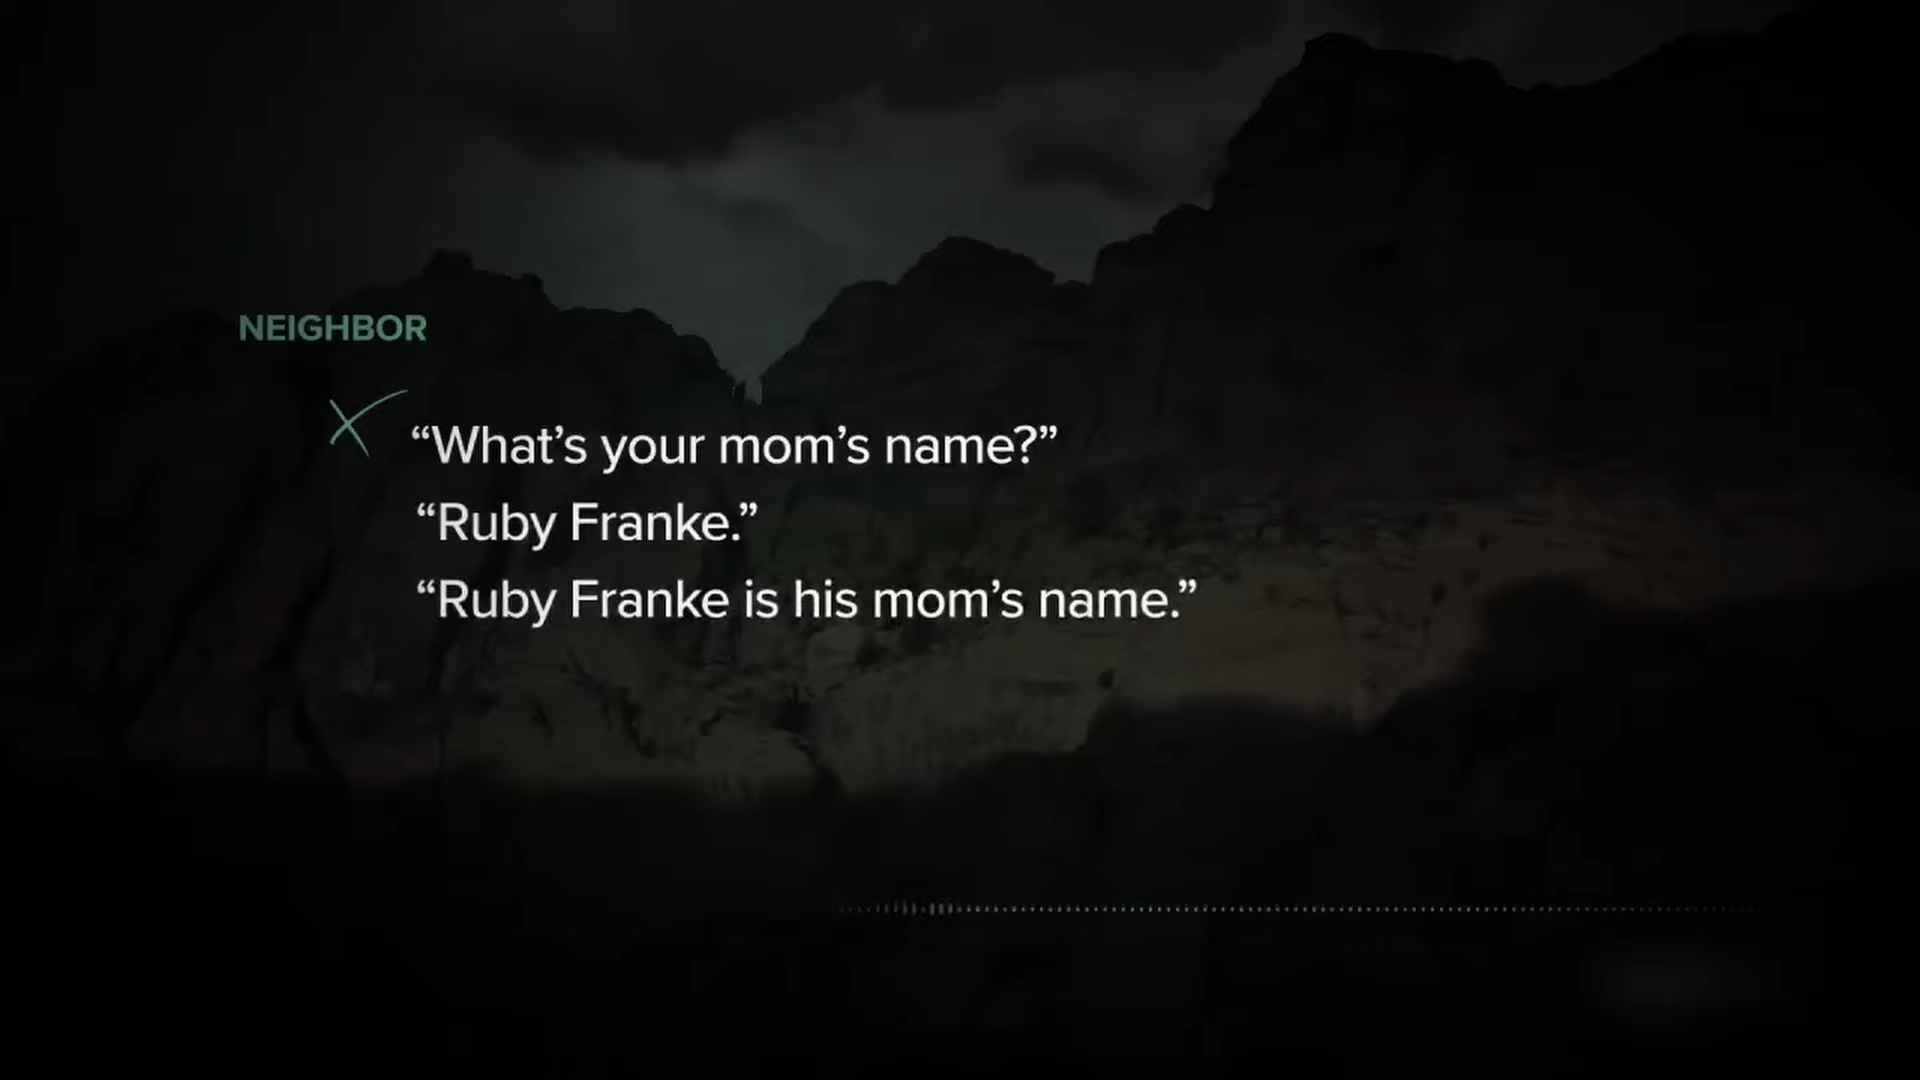 NEIGHBOR
“What’s your mom’s name?”
“Ruby Franke.”
“Ruby Franke is his mom’s name.”